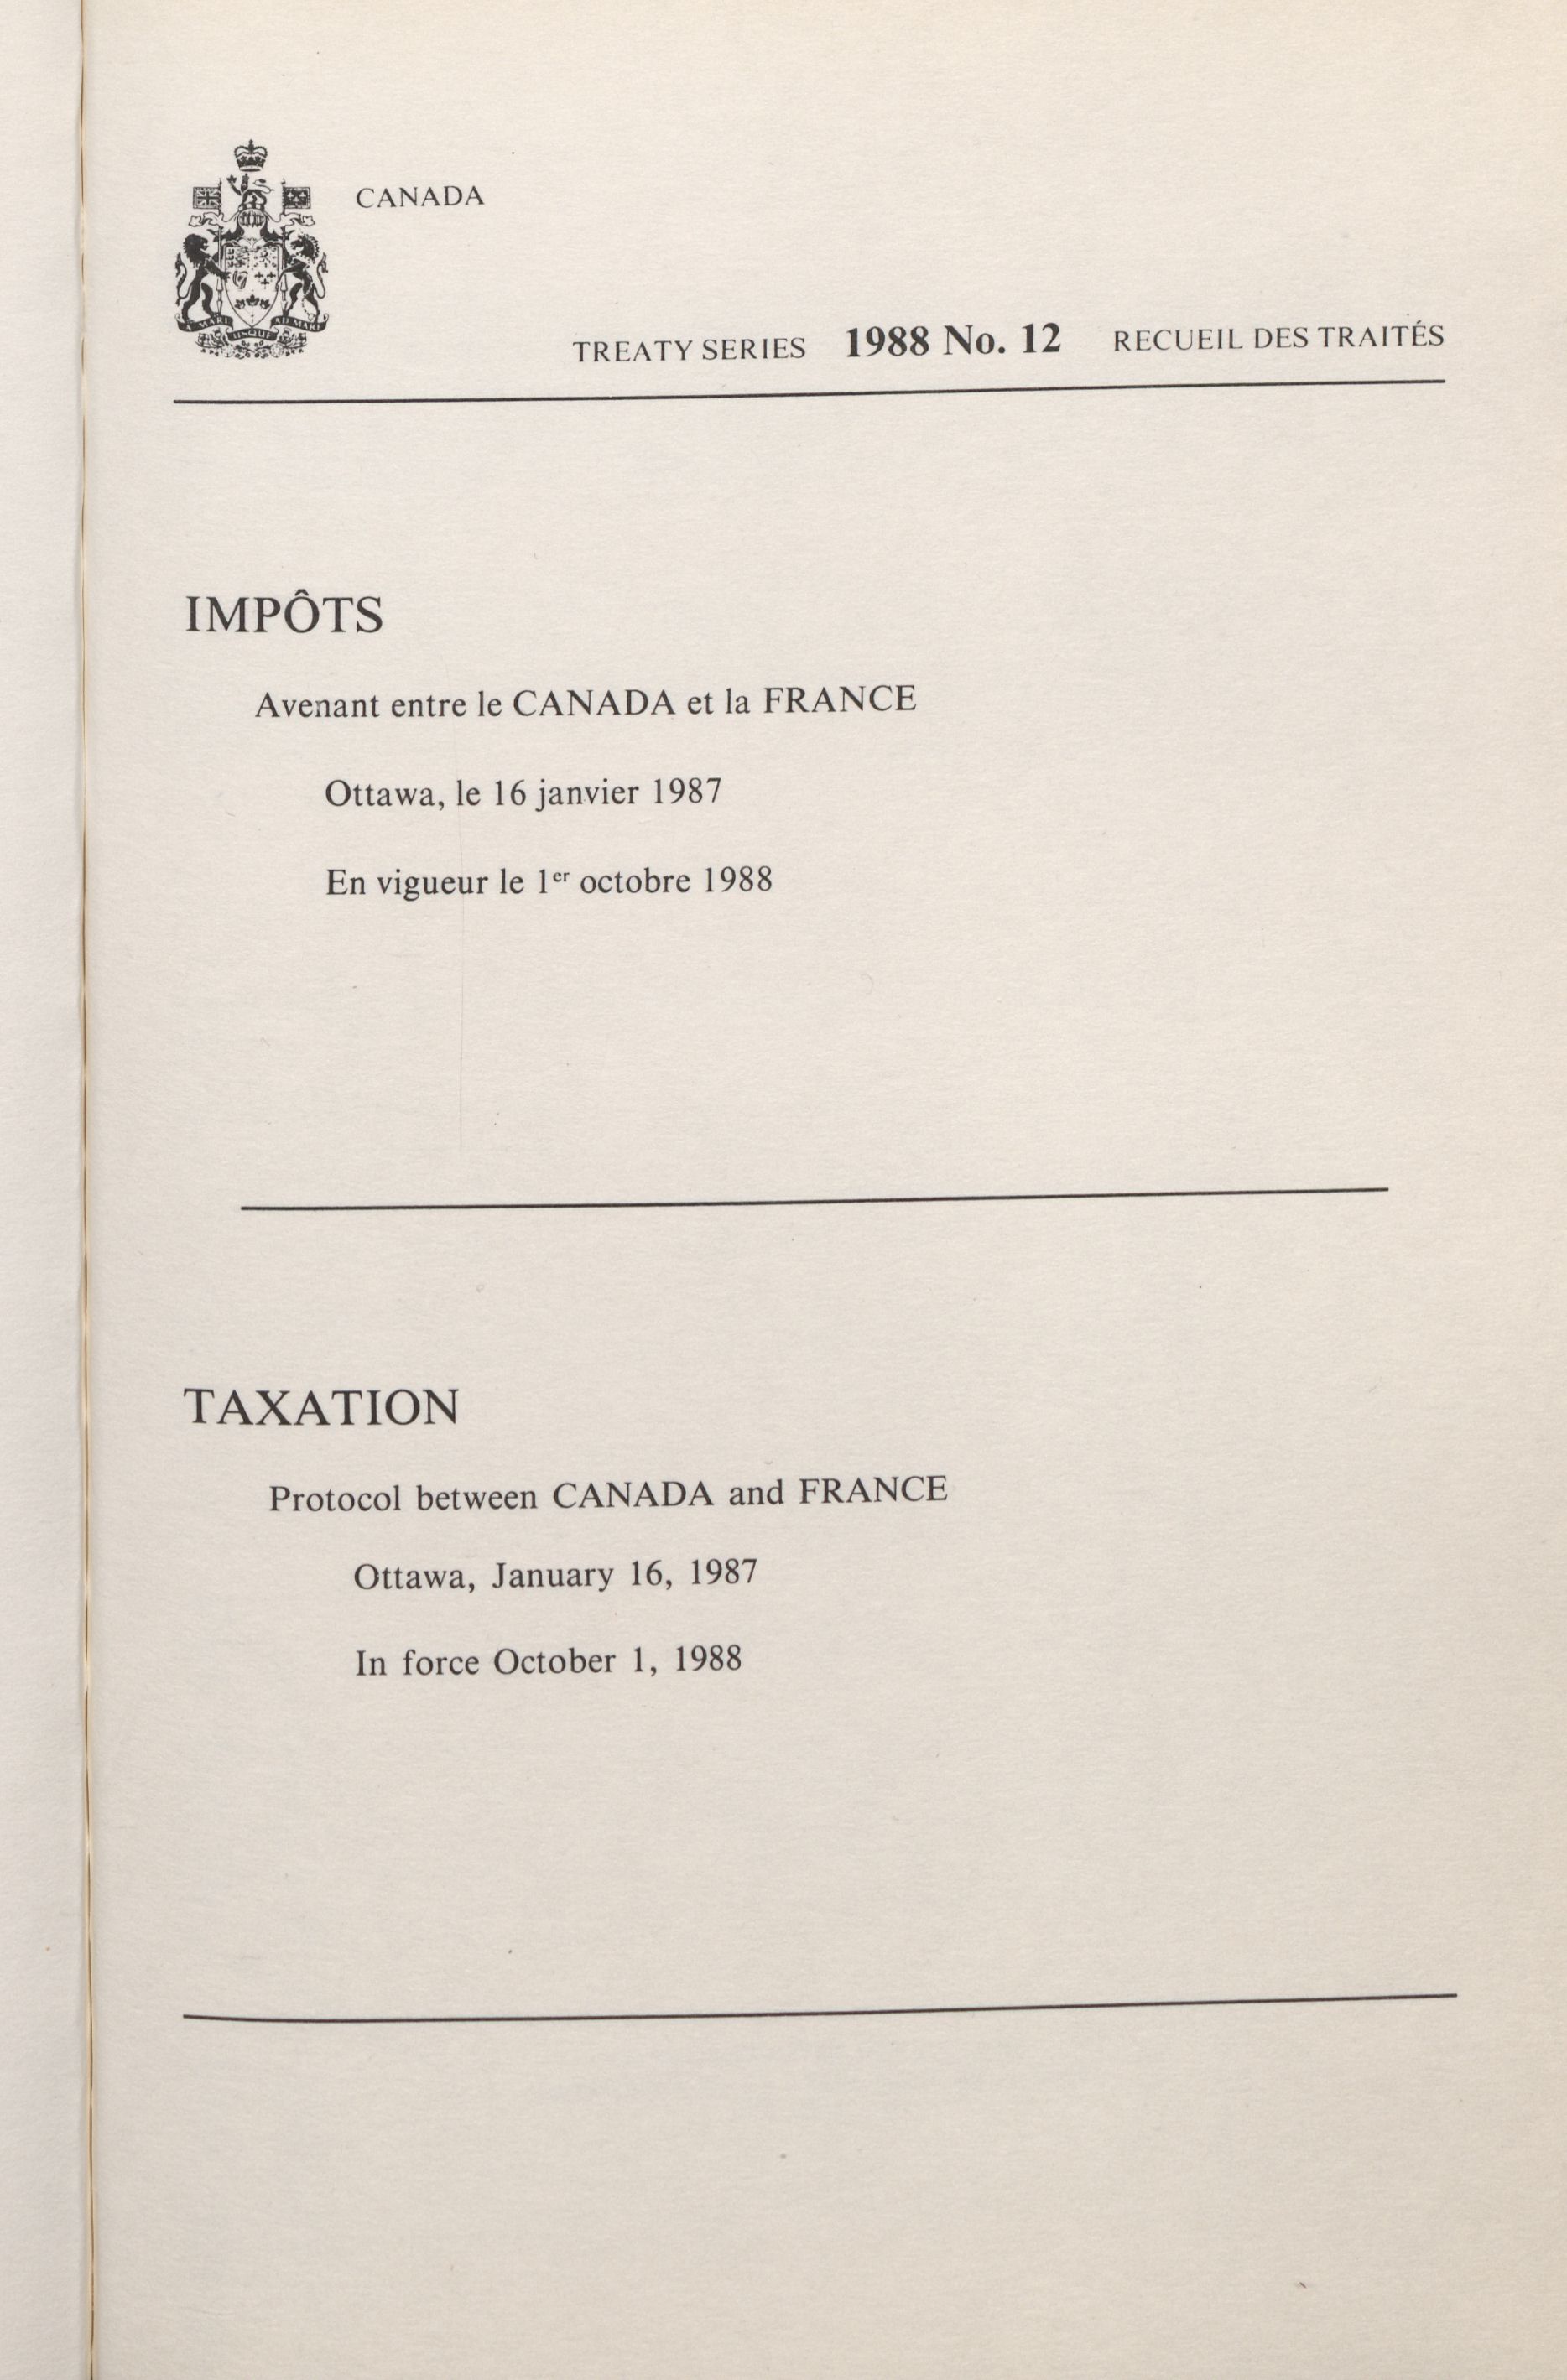 CANADA
TREATY SERIES 1988 No. 12 RECUEIL DES TRAITÉS
IMPÔTS
Avenant entre le CANADA et la FRANCE
Ottawa, le 16 janvier 1987
En vigueur le 1er octobre 1988
TAXATION
Protocol between CANADA and FRANCE
Ottawa, January 16, 1987
In force October 1, 1988